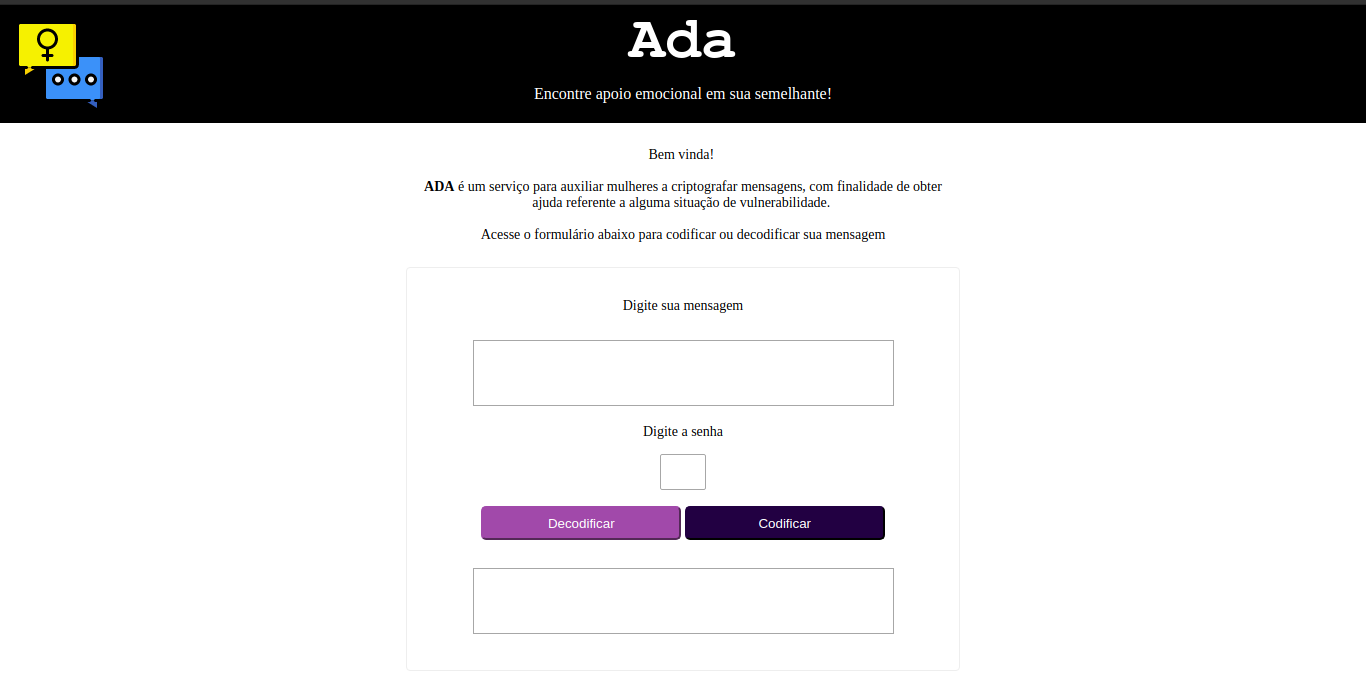 Ada
Encontre apoio emocional em sua semelhante!
Bem vinda!
ADA é um serviço para auxiliar mulheres a criptografar mensagens, com finalidade de obter
ajuda referente a alguma situação de vulnerabilidade.
Acesse o formulário abaixo para codificar ou decodificar sua mensagem
Digite sua mensagem
Digite a senha
Decodificar
Codificar